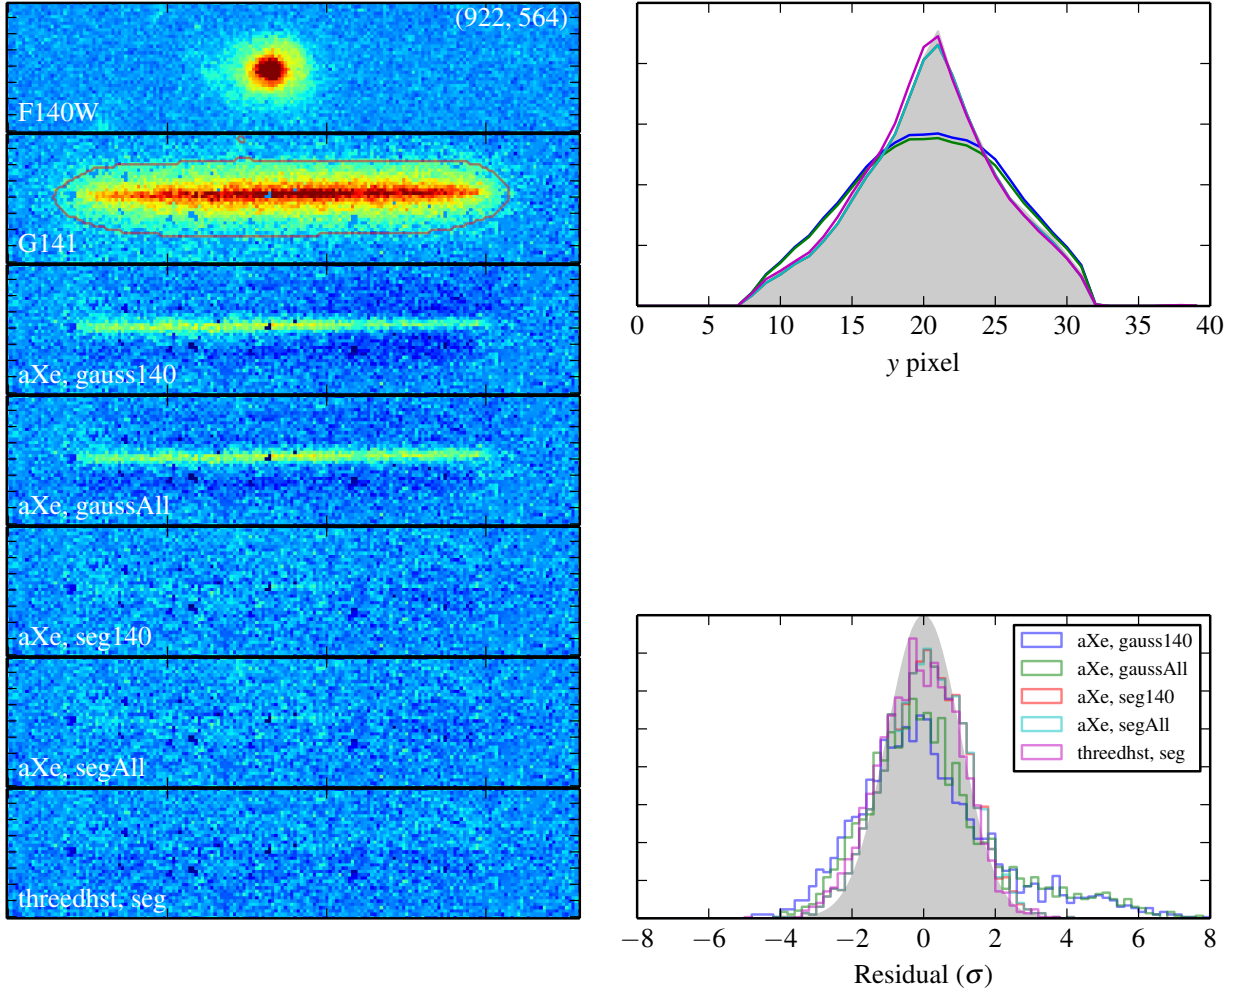 (922, 564)
F140W
G141
aXe, gauss140
aXe, gaussAll
aXe, seg140
aXe, segAll
threedhst, seg
0 5 10 15 20 25 30 35 40
y pixel
aXe, gauss140
aXe, gaussAll
aXe, seg140
aXe, segAll
threedhst, seg
−8 −6 −4 −2 0 2 4 6 8
Residual (σ)